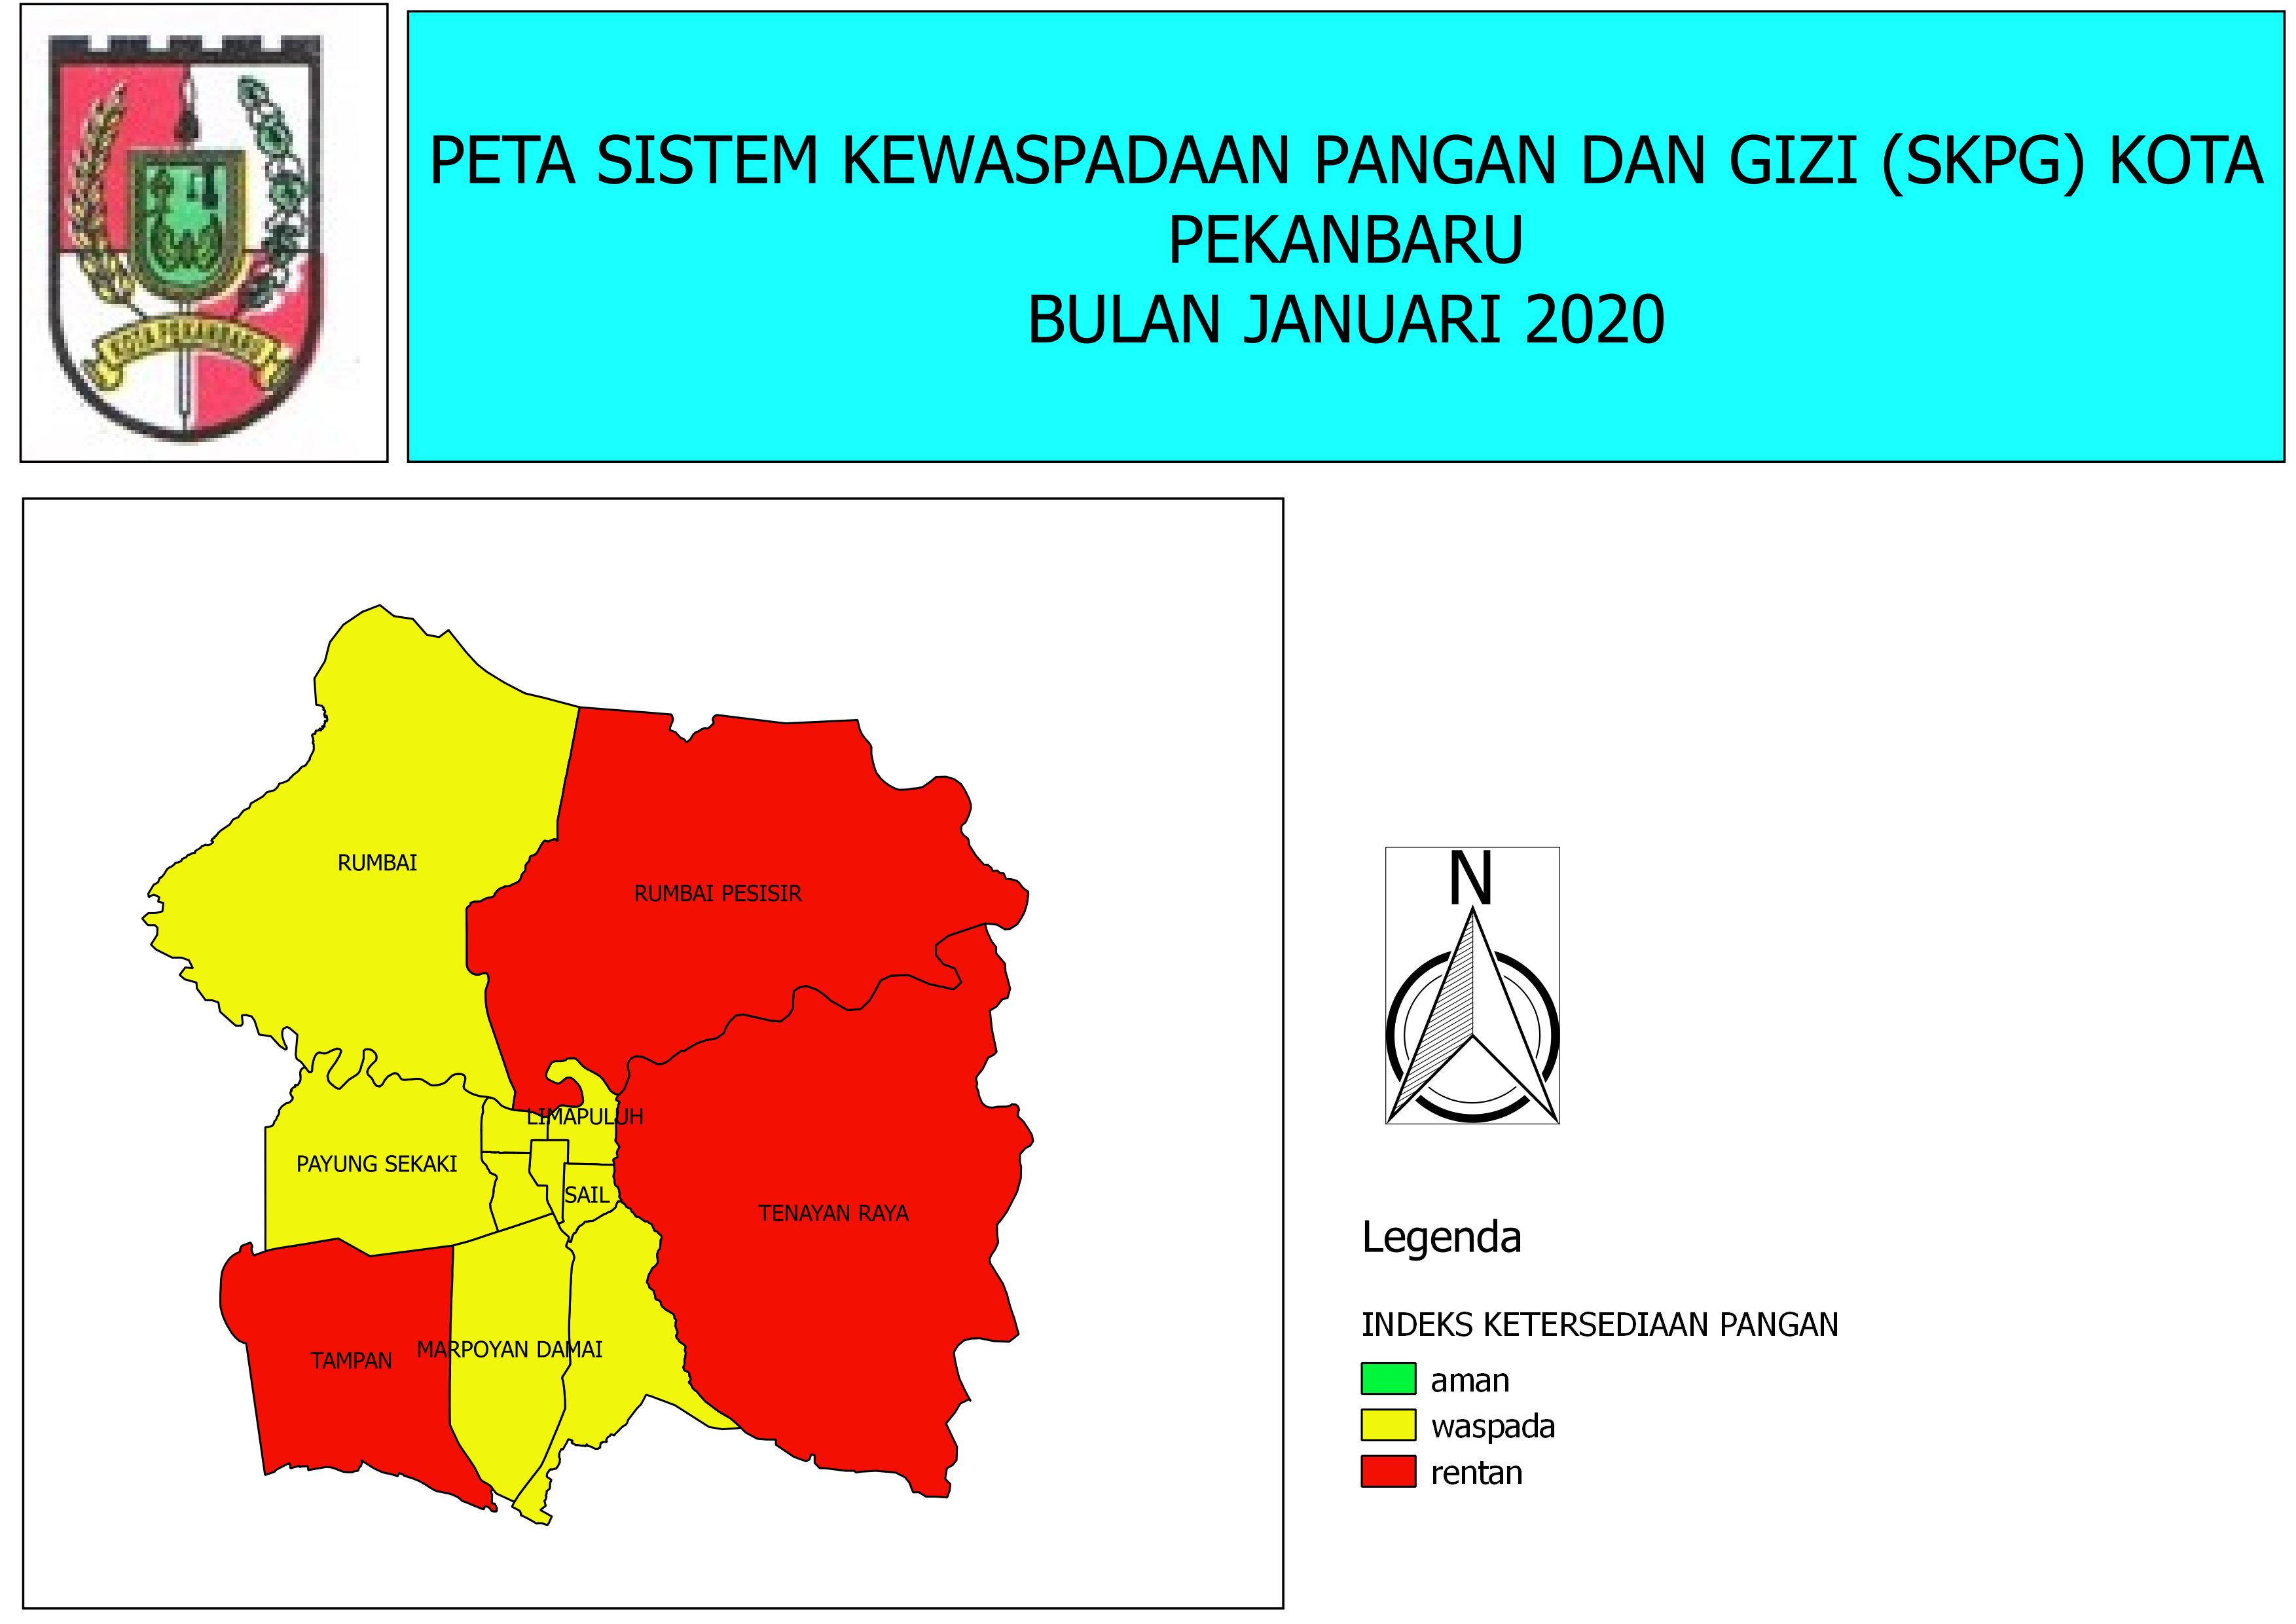 KOTA PEKANBARU
PETA SISTEM KEWASPADAAN PANGAN DAN GIZI (SKPG) KOTA
PEKANBARU
BULAN JANUARI 2020
RUMBAI
RUMBAI PESISIR
LIMAPULUH
PAYUNG SEKAKI
SAIL
TENAYAN RAYA
MARPOYAN DAMAI
TAMPAN
N
Legenda
INDEKS KETERSEDIAAN PANGAN
aman
waspada
rentan